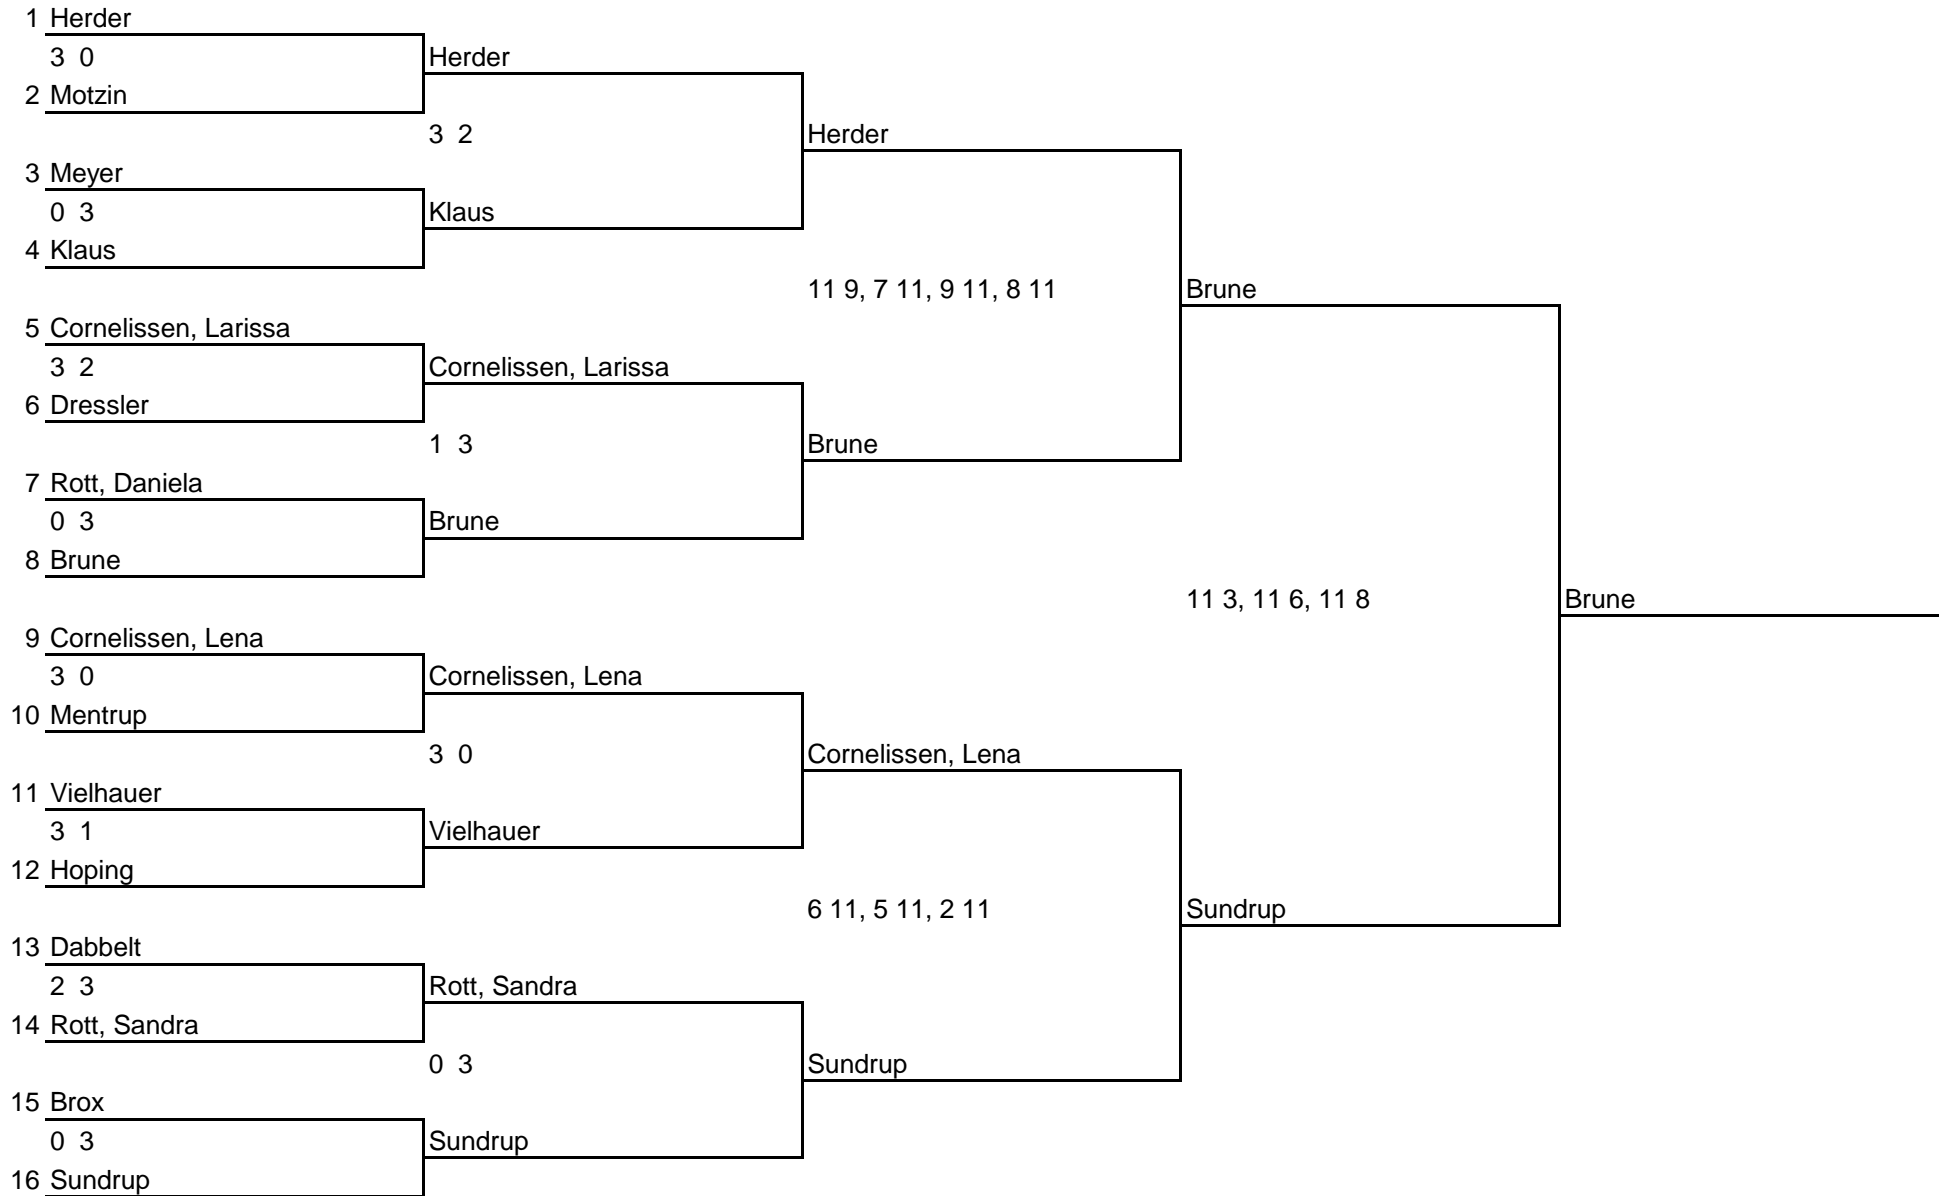 1 Herder
3 0
Herder
2 Motzin
3 2
Herder
3 Meyer
0 3
Klaus
4 Klaus
11 9, 7 11, 9 11, 8 11
Brune
5 Cornelissen, Larissa
3 2
Cornelissen, Larissa
6 Dressler
1 3
Brune
7 Rott, Daniela
0 3
Brune
8 Brune
11 3, 11 6, 11 8
Brune
9 Cornelissen, Lena
3 0
Cornelissen, Lena
10 Mentrup
3 0
Cornelissen, Lena
11 Vielhauer
3 1
Vielhauer
12 Hoping
6 11, 5 11, 2 11
Sundrup
13 Dabbelt
2 3
Rott, Sandra
14 Rott, Sandra
0 3
Sundrup
15 Brox
0 3
Sundrup
16 Sundrup